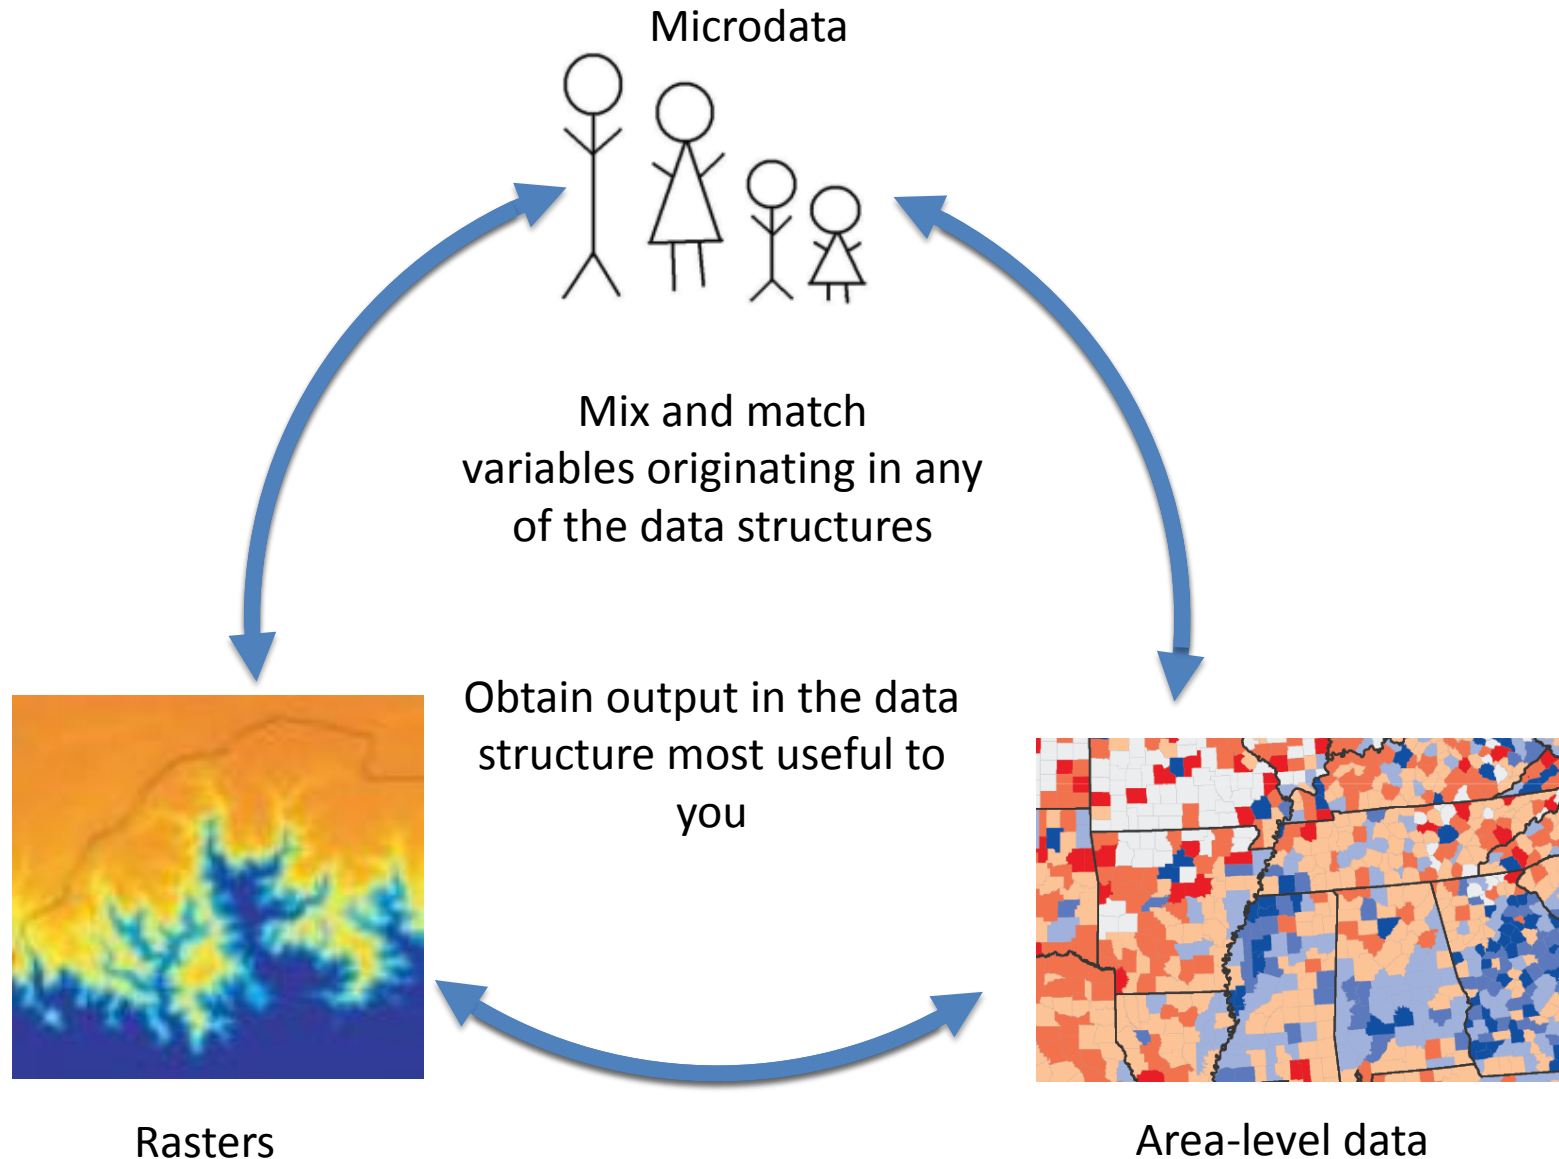 Microdata
Mix and match
variables originating in any
of the data structures
Obtain output in the data
structure most useful to
you
Rasters
Area-level data